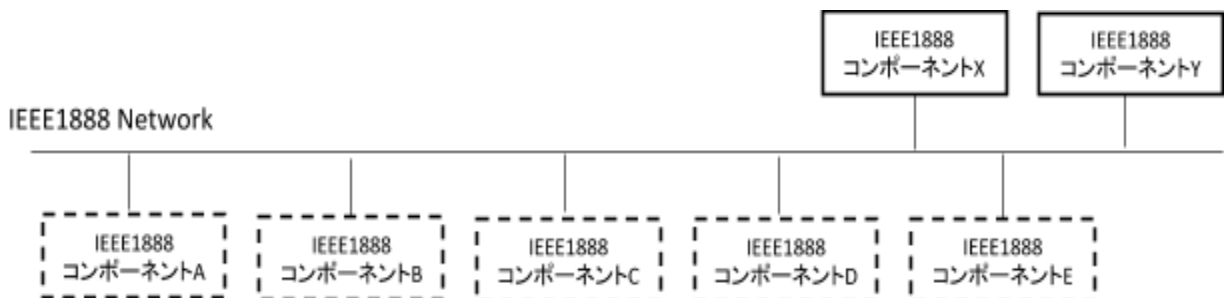 IEEE1888
コンポーネントX
IEEE1888
コンポーネントY
IEEE1888 Network
IEEE1888
コンポーネントA
IEEE1888
コンポーネントB
IEEE1888
コンポーネントC
IEEE1888
コンポーネントD
IEEE1888
コンポーネントE